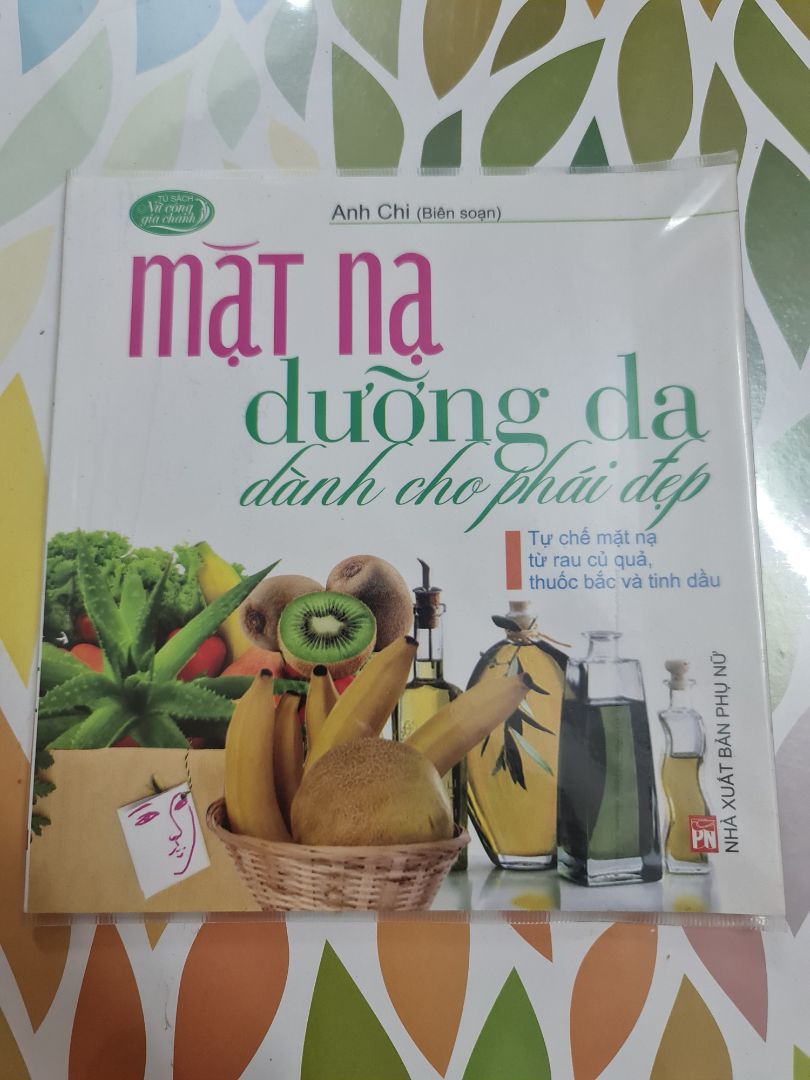 TỦ SÁCH
Nữ công
gia chánh
Anh Chi (Biên soạn)
mặt nạ
dưỡng da
dành cho phái đẹp
Tự chế mặt nạ
từ rau củ quả,
thuốc bắc và tinh dầu
NHÀ XUẤT BẢN PHỤ NỮ
PN